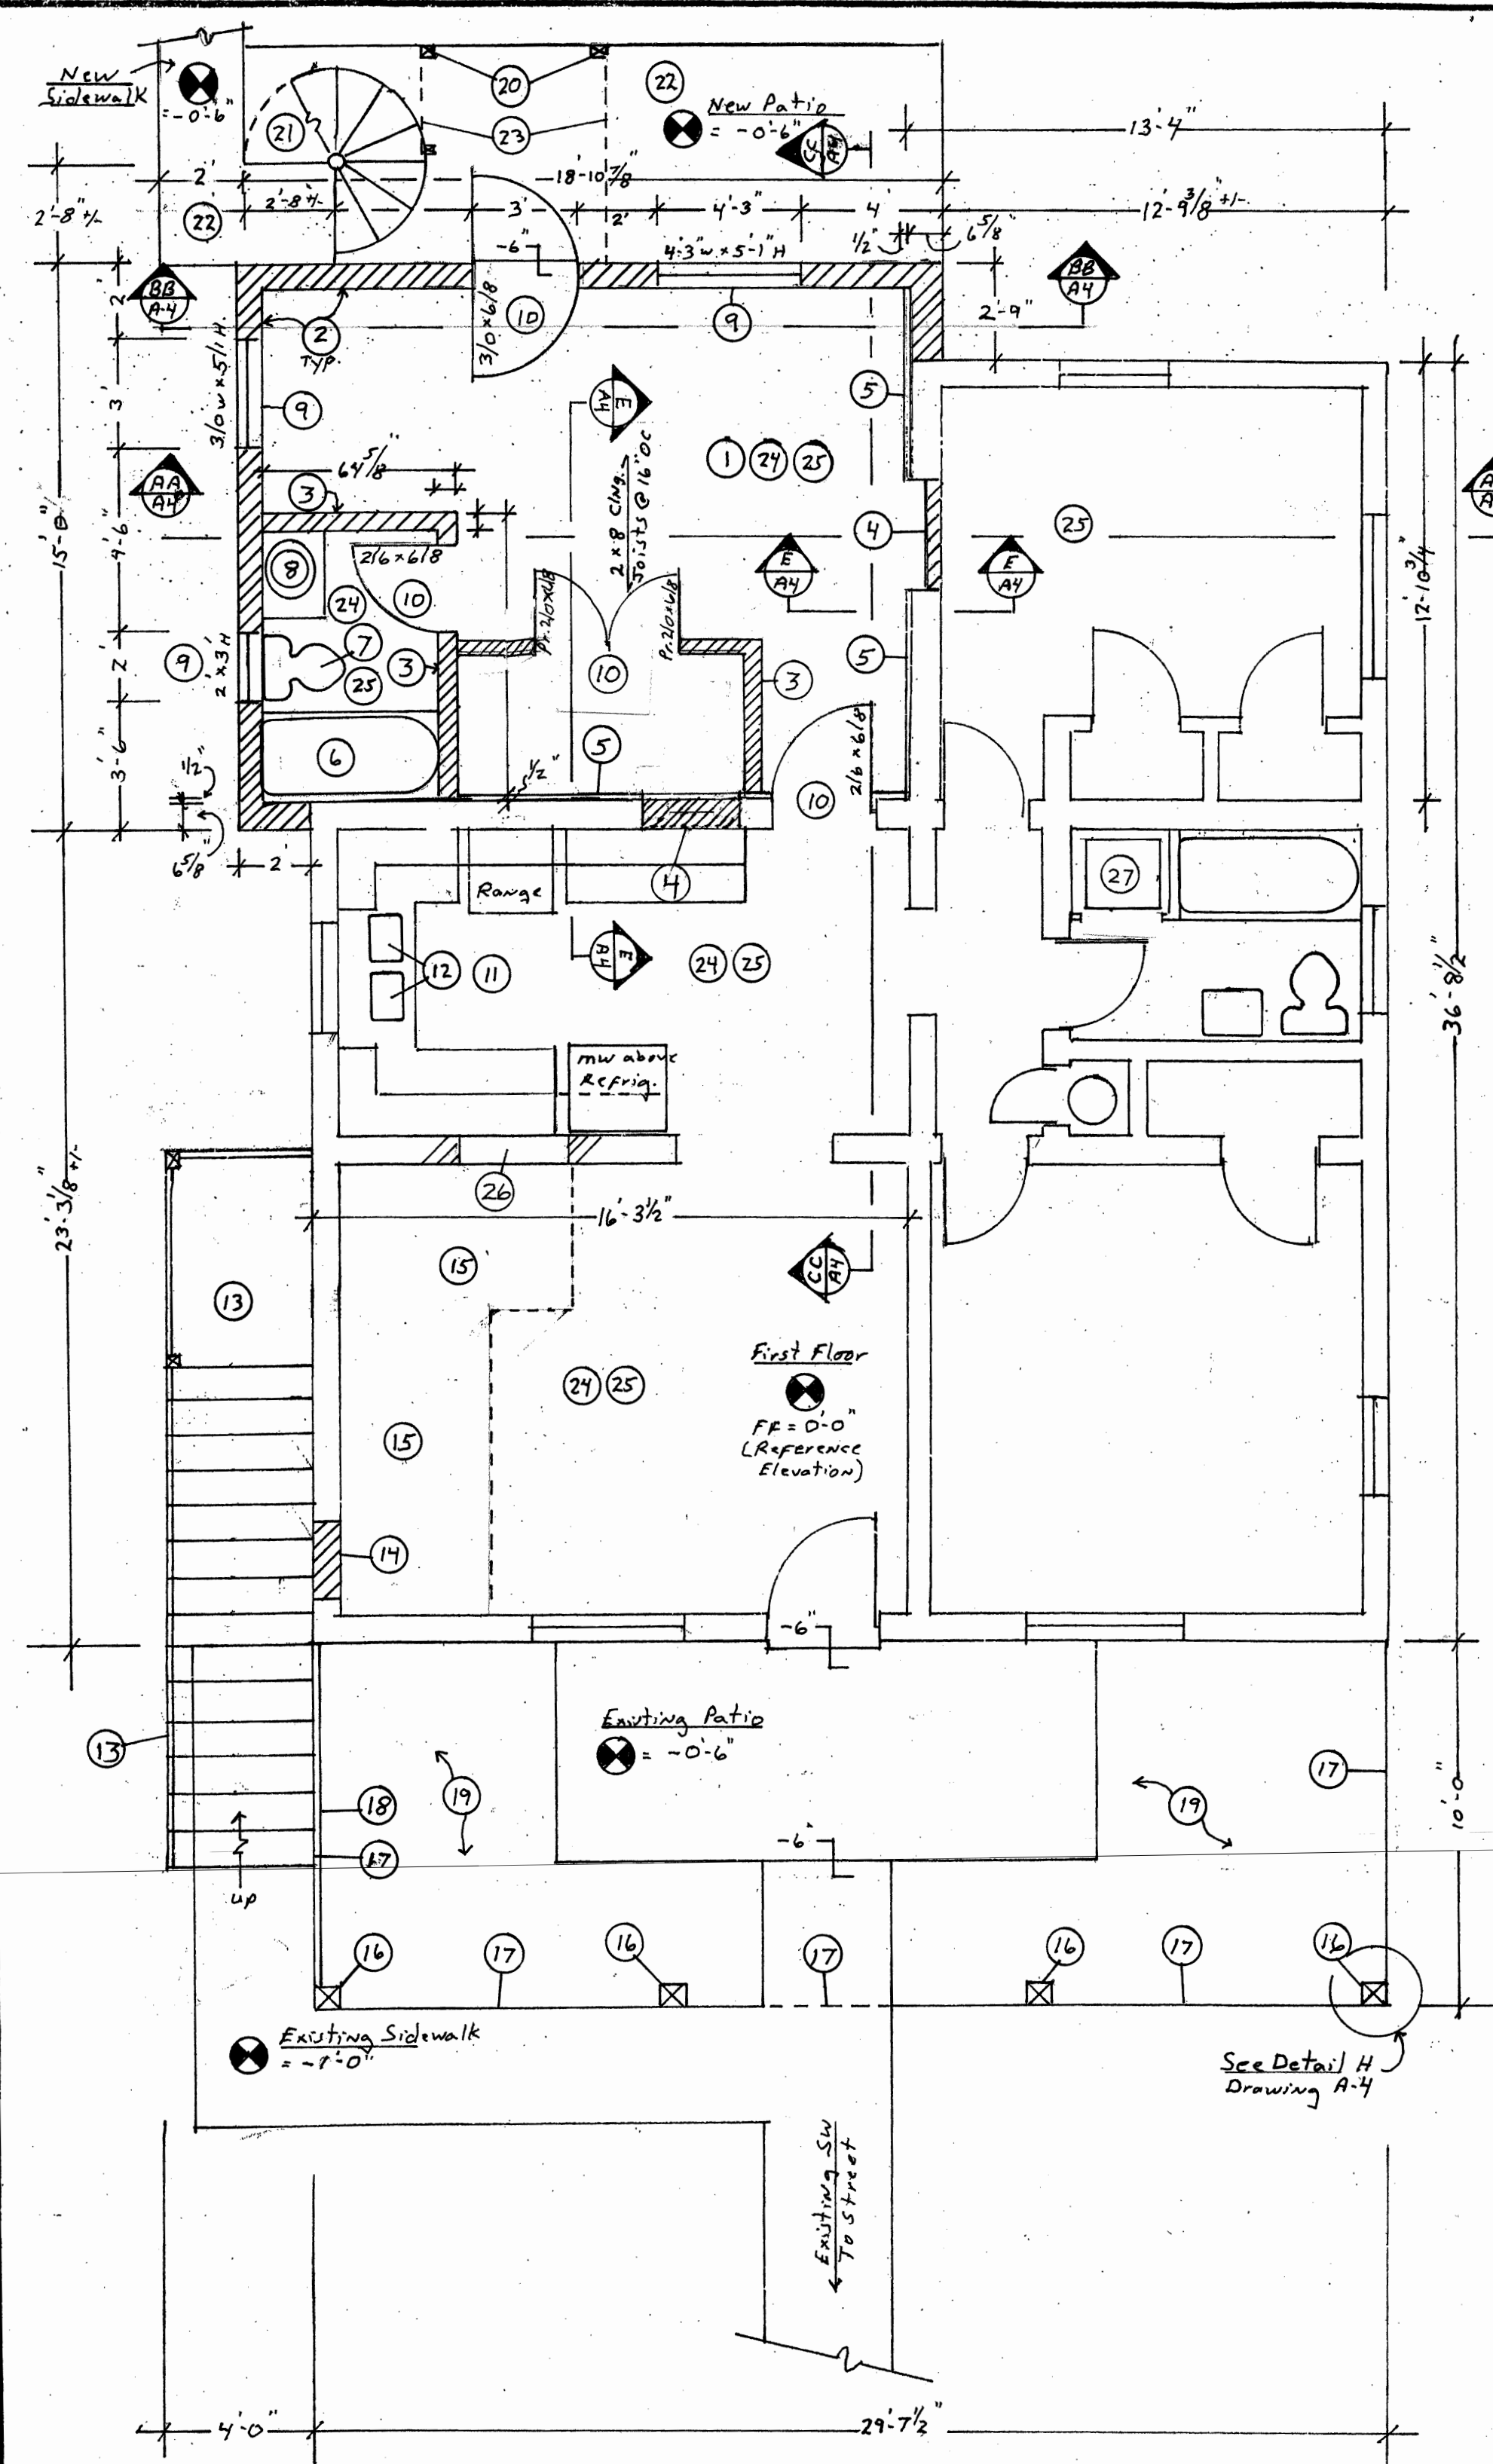 New
Sidewalk
= -0'-6"
21
20
23
22
New Patio
= -0'-6"
CC
A4
13'-4"
2'
18'-10 7/8"
2'-8" +/-
2'-8" +/-
3'
2'
4'-3"
4'
12'-9 3/8" +/-
22
-6"
4'-3"w x 5'-1" H
1/2"
6 5/8"
BB
A-4
BB
A4
2'
2
TYP.
3/0 x 6/8
10
9
2'-9"
3/0 w x 5/1 H.
3'
9
E
A4
5
64 5/8"
1
24
25
AA
A4
3
2x8 Clng.
Joists @ 16" OC
15'-0"
4'-6"
8
2/6 x 6/8
4
25
E
A4
E
A4
12'-10 3/4"
24
10
Pr. 2/0 x 6/8
Pr. 2/0 x 6/8
9
2'
2' x 3' H
7
25
3
10
3
5
3'-6"
6
5
2/6 x 6/8
1/2"
1/2"
10
6 5/8"
2'
Range
4
27
12
11
E
A4
24
25
36'-8 1/2"
mw above
Refrig.
23'-3 1/8" +/-
26
16'-3 1/2"
15
CC
A4
13
First Floor
24
25
FF = 0'-0"
(Reference
Elevation)
15
14
-6"
Existing Patio
= -0'-6"
13
18
19
17
19
17
-6"
10'-0"
up
16
17
16
17
16
17
16
Existing Sidewalk
= -1'-0"
See Detail H
Drawing A-4
Existing SW
To Street
4'-0"
29'-7 1/2"